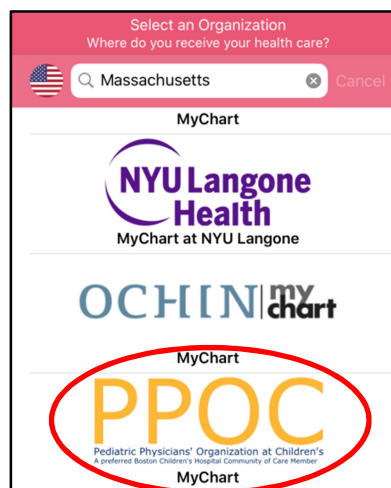 Select an Organization
Where do you receive your health care?
Massachusetts
Cancel
MyChart
NYU Langone
Health
MyChart at NYU Langone
OCHIN my
chart
MyChart
PPOC
Pediatric Physicians' Organization at Children's
A preferred Boston Children's Hospital Community of Care Member
MyChart